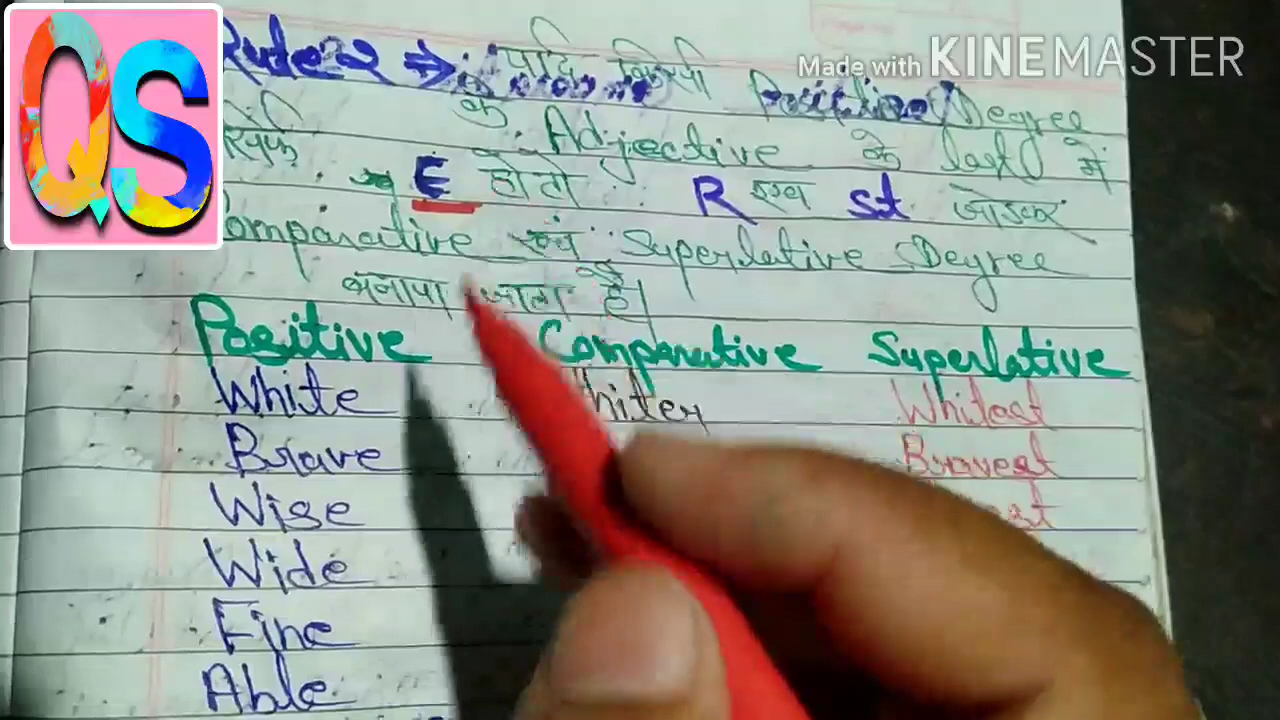 QS
Made with KINEMASTER
Rule 2 ⇒ यदि किसी Positive Degree
के Adjective के last में
सिर्फ E हो तो R एवं st जोड़कर
Comparative एवं Superlative Degree
बनाया जाता है।
Positive Comparative Superlative
White Whiter Whitest
Brave Bravest
Wise
Wide
Fine
Able